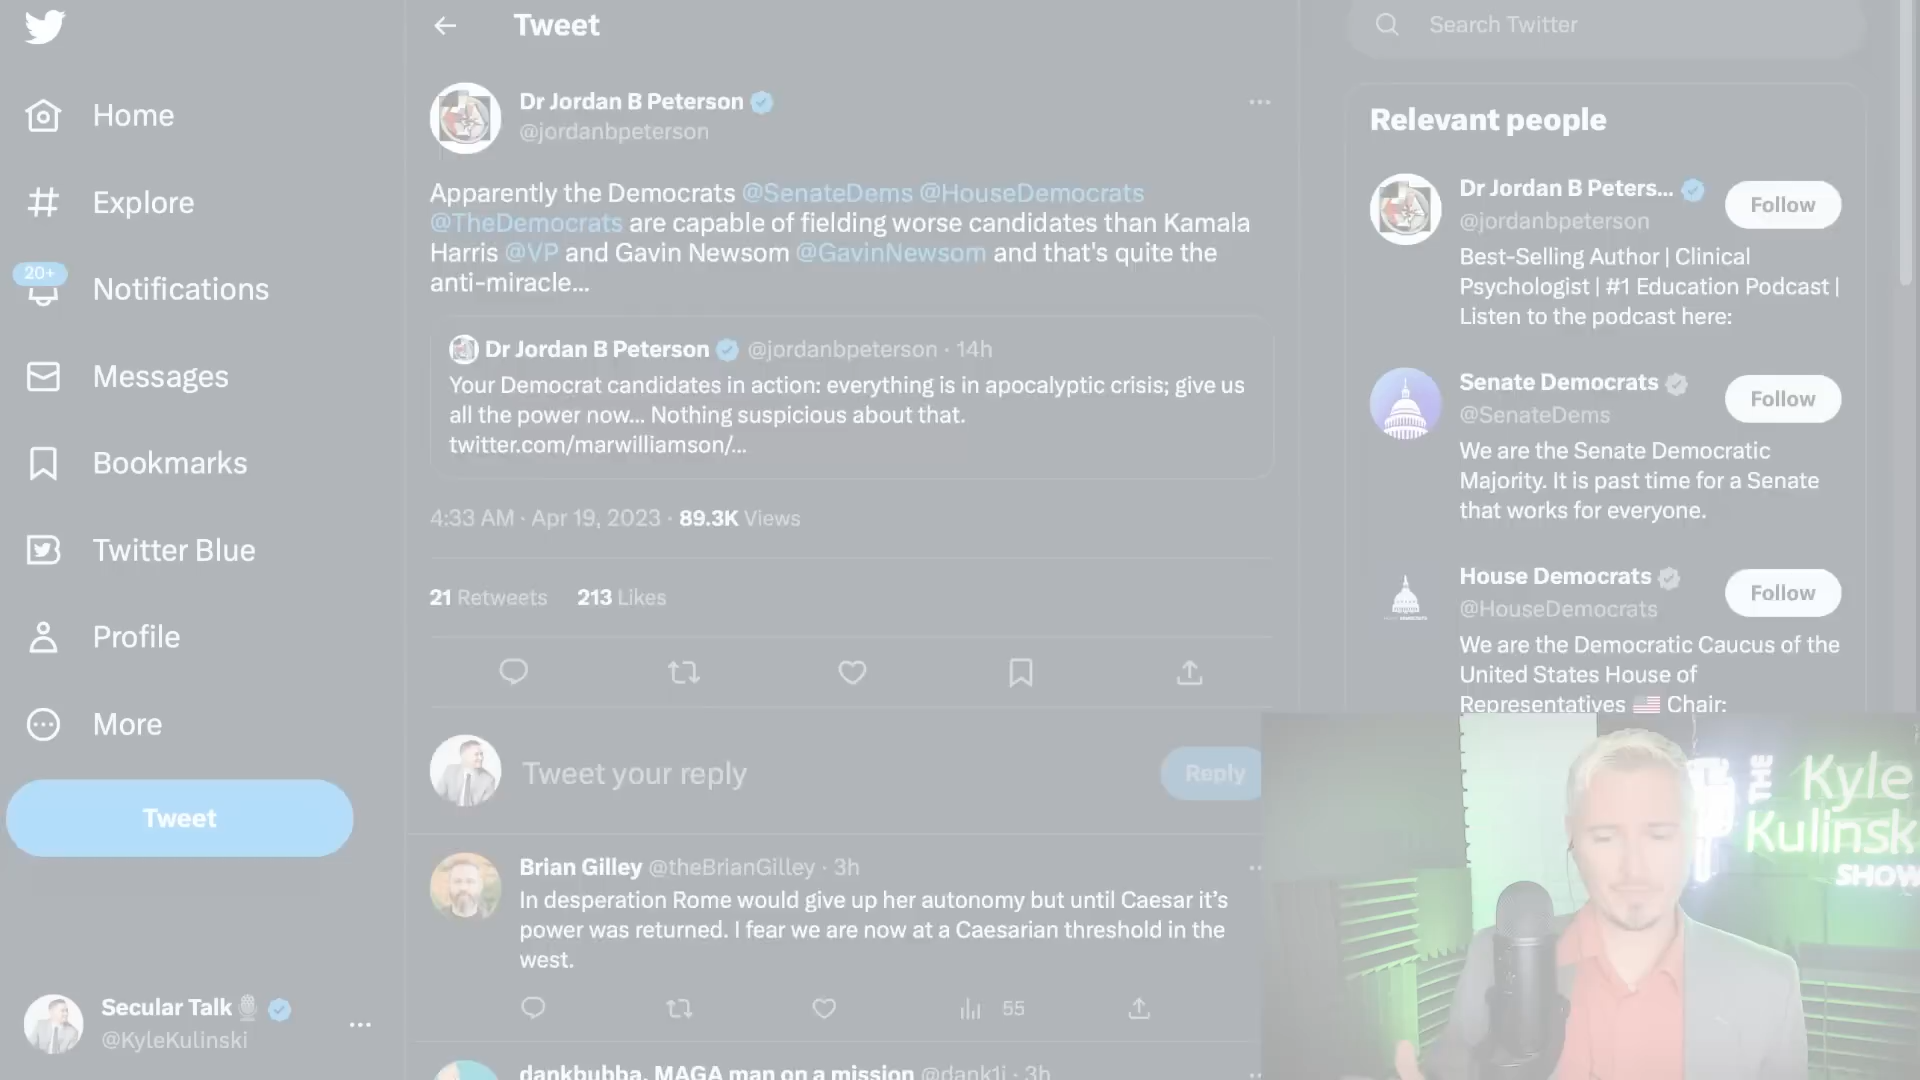 Tweet
Search Twitter
Home
Explore
20+
Notifications
Messages
Bookmarks
Twitter Blue
Profile
More
Tweet
Secular Talk
@KyleKulinski
Dr Jordan B Peterson
@jordanbpeterson
Apparently the Democrats @SenateDems @HouseDemocrats
@TheDemocrats are capable of fielding worse candidates than Kamala
Harris @VP and Gavin Newsom @GavinNewsom and that's quite the
anti-miracle...
Dr Jordan B Peterson @jordanbpeterson · 14h
Your Democrat candidates in action: everything is in apocalyptic crisis; give us
all the power now... Nothing suspicious about that.
twitter.com/marwilliamson/...
4:33 AM · Apr 19, 2023 · 89.3K Views
21 Retweets 213 Likes
Tweet your reply
Reply
Brian Gilley @theBrianGilley · 3h
In desperation Rome would give up her autonomy but until Caesar it’s
power was returned. I fear we are now at a Caesarian threshold in the
west.
55
dankbubba, MAGA man on a mission @dank1i · 3h
Relevant people
Dr Jordan B Peters...
@jordanbpeterson
Follow
Best-Selling Author | Clinical
Psychologist | #1 Education Podcast |
Listen to the podcast here:
Senate Democrats
@SenateDems
Follow
We are the Senate Democratic
Majority. It is past time for a Senate
that works for everyone.
House Democrats
@HouseDemocrats
Follow
We are the Democratic Caucus of the
United States House of
Representatives 🇺🇸 Chair:
THE
Kyle
Kulinsk
SHOW